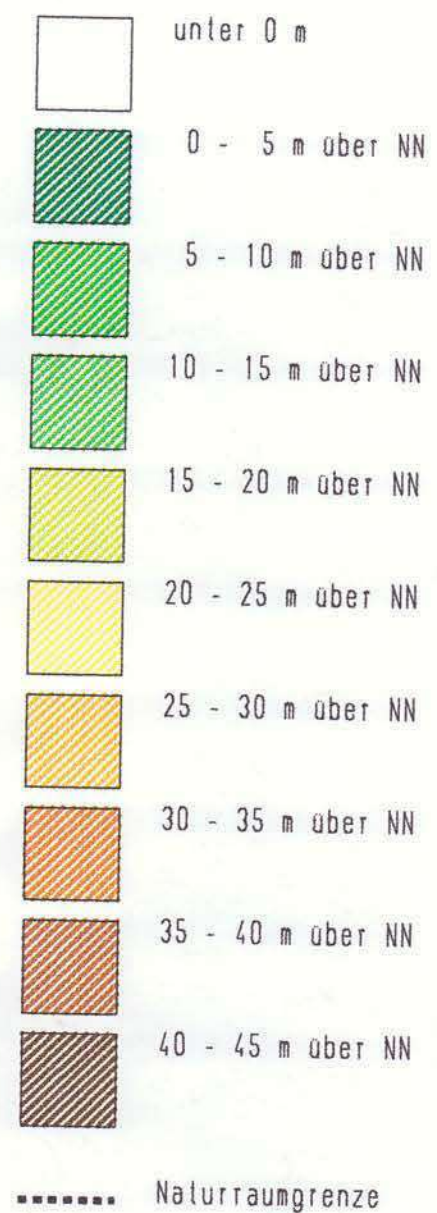 unter 0 m
0 - 5 m über NN
5 - 10 m über NN
10 - 15 m über NN
15 - 20 m über NN
20 - 25 m über NN
25 - 30 m über NN
30 - 35 m über NN
35 - 40 m über NN
40 - 45 m über NN
Naturraumgrenze